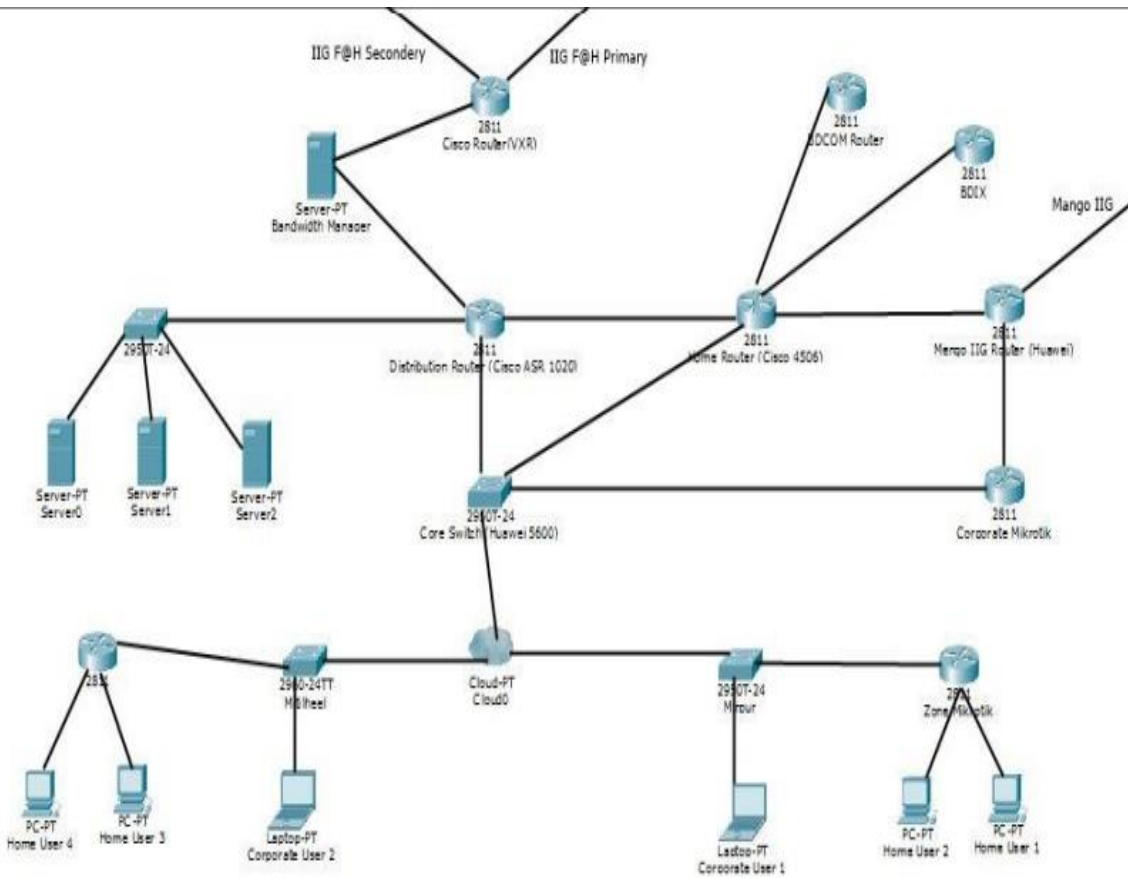 IIG F@H Secondery
IIG F@H Primary
2811
Cisco Router(VXR)
2811
BDCOM Router
2811
BDIX
Mango IIG
Server-PT
Bandwidth Manager
2950T-24
2811
Distribution Router (Cisco ASR 1020)
2811
Home Router (Cisco 4506)
2811
Mango IIG Router (Huawei)
Server-PT
Server0
Server-PT
Server1
Server-PT
Server2
2950T-24
Core Switch (Huawei 5600)
2811
Corporate Mikrotik
2811
2960-24TT
Cloud-PT
Cloud0
2950T-24
2811
Zone Mikrotik
PC-PT
Home User 4
PC-PT
Home User 3
Laptop-PT
Corporate User 2
Laptop-PT
Corporate User 1
PC-PT
Home User 2
PC-PT
Home User 1